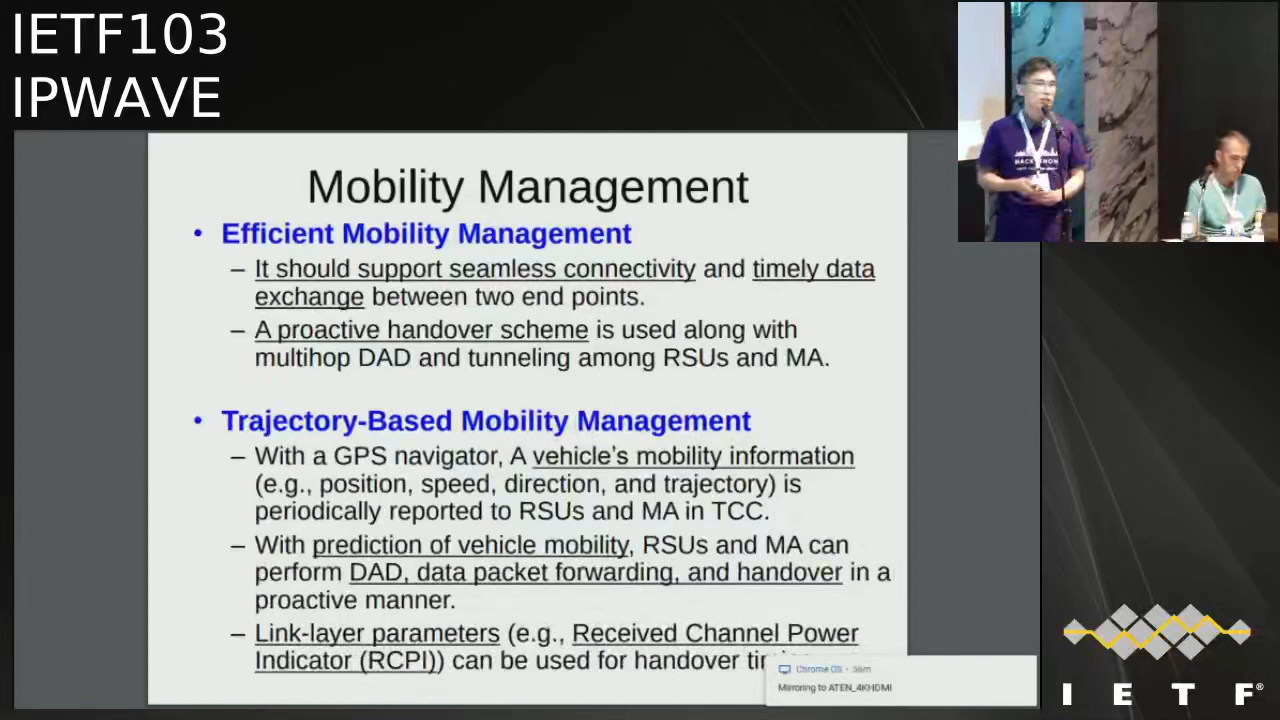 IETF103
IPWAVE
Mobility Management
• Efficient Mobility Management
– It should support seamless connectivity and timely data
exchange between two end points.
– A proactive handover scheme is used along with
multihop DAD and tunneling among RSUs and MA.
• Trajectory-Based Mobility Management
– With a GPS navigator, A vehicle’s mobility information
(e.g., position, speed, direction, and trajectory) is
periodically reported to RSUs and MA in TCC.
– With prediction of vehicle mobility, RSUs and MA can
perform DAD, data packet forwarding, and handover in a
proactive manner.
– Link-layer parameters (e.g., Received Channel Power
Indicator (RCPI)) can be used for handover
Chrome OS • 56m
Mirroring to ATEN_4KHDMI
I E T F®